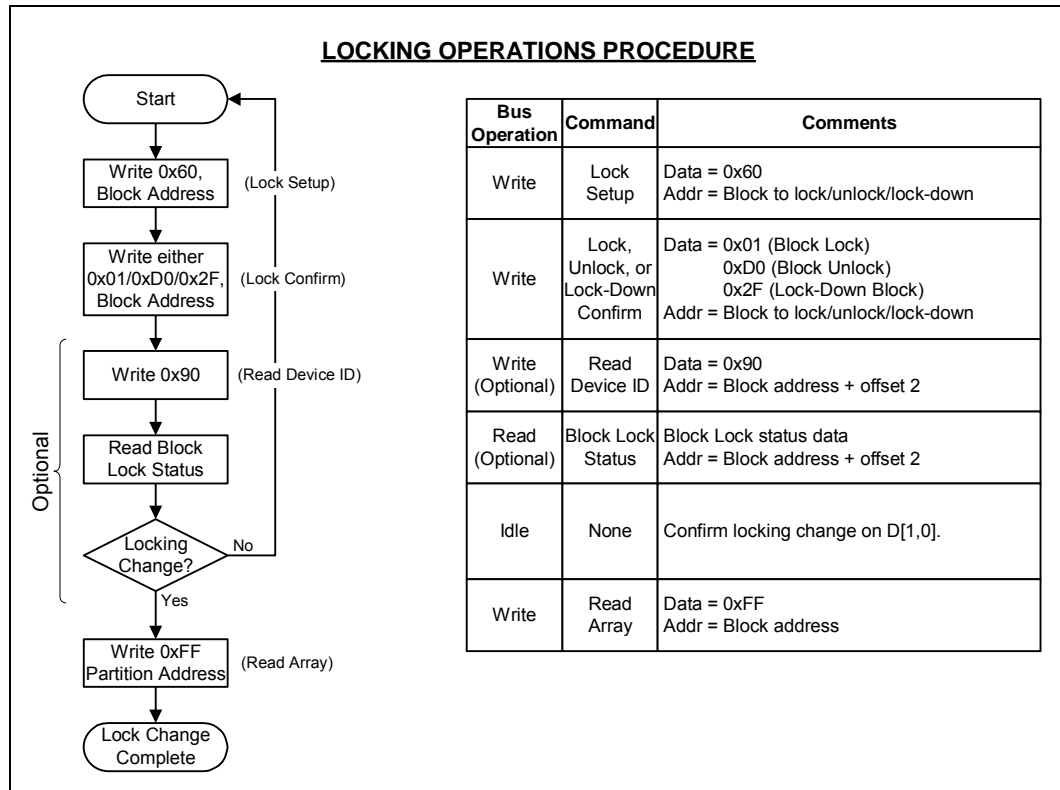 LOCKING OPERATIONS PROCEDURE
Start
Write 0x60,
Block Address
(Lock Setup)
Write either
0x01/0xD0/0x2F,
Block Address
(Lock Confirm)
Optional
Write 0x90
(Read Device ID)
Read Block
Lock Status
Locking
Change?
No
Yes
Write 0xFF
Partition Address
(Read Array)
Lock Change
Complete
Bus
Operation
Command
Comments
Write
Lock
Setup
Data = 0x60
Addr = Block to lock/unlock/lock-down
Write
Lock,
Unlock, or
Lock-Down
Confirm
Data = 0x01 (Block Lock)
0xD0 (Block Unlock)
0x2F (Lock-Down Block)
Addr = Block to lock/unlock/lock-down
Write
(Optional)
Read
Device ID
Data = 0x90
Addr = Block address + offset 2
Read
(Optional)
Block Lock
Status
Block Lock status data
Addr = Block address + offset 2
Idle
None
Confirm locking change on D[1,0].
Write
Read
Array
Data = 0xFF
Addr = Block address